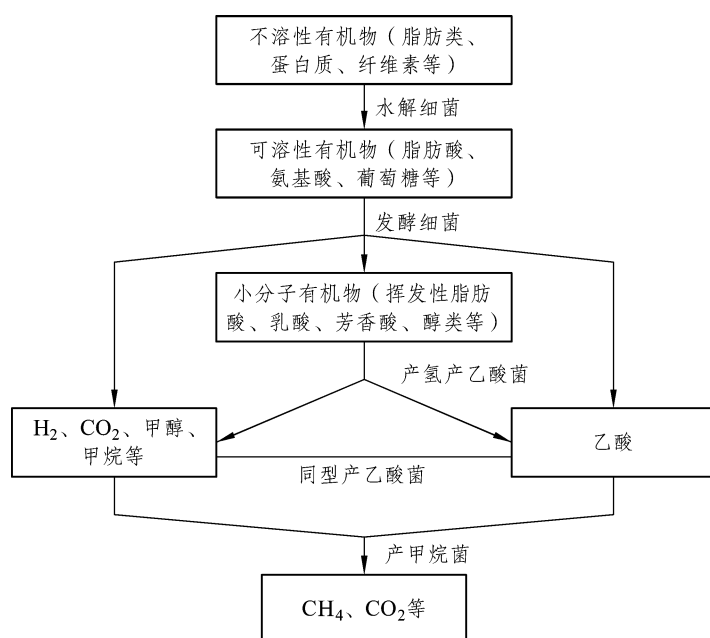 不溶性有机物（脂肪类、
蛋白质、纤维素等）
水解细菌
可溶性有机物（脂肪酸、
氨基酸、葡萄糖等）
发酵细菌
小分子有机物（挥发性脂肪
酸、乳酸、芳香酸、醇类等）
产氢产乙酸菌
H₂、CO₂、甲醇、
甲烷等
乙酸
同型产乙酸菌
产甲烷菌
CH₄、CO₂等